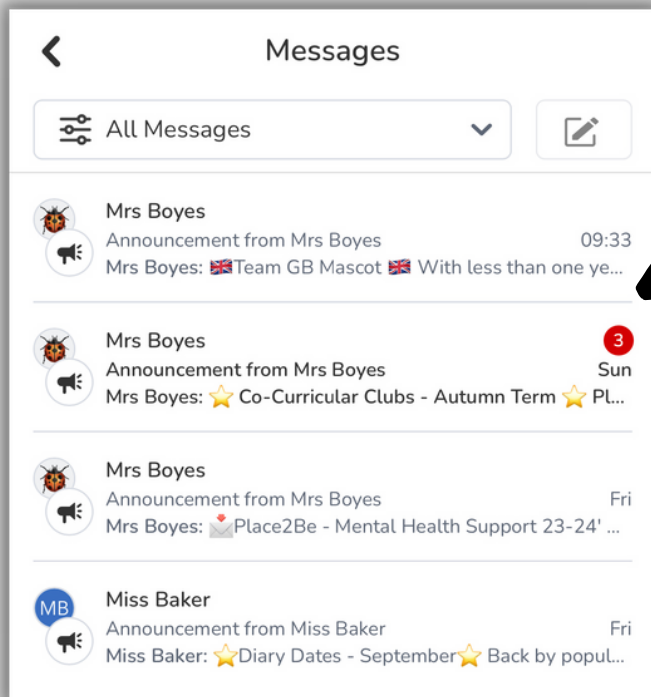 Messages
All Messages
Mrs Boyes
Announcement from Mrs Boyes 09:33
Mrs Boyes: 🇬🇧Team GB Mascot 🇬🇧 With less than one ye...
Mrs Boyes 3
Announcement from Mrs Boyes Sun
Mrs Boyes: ⭐ Co-Curricular Clubs - Autumn Term ⭐ Pl...
Mrs Boyes
Announcement from Mrs Boyes Fri
Mrs Boyes: 📩Place2Be - Mental Health Support 23-24' ...
MB Miss Baker
Announcement from Miss Baker Fri
Miss Baker: ⭐Diary Dates - September⭐ Back by popul...